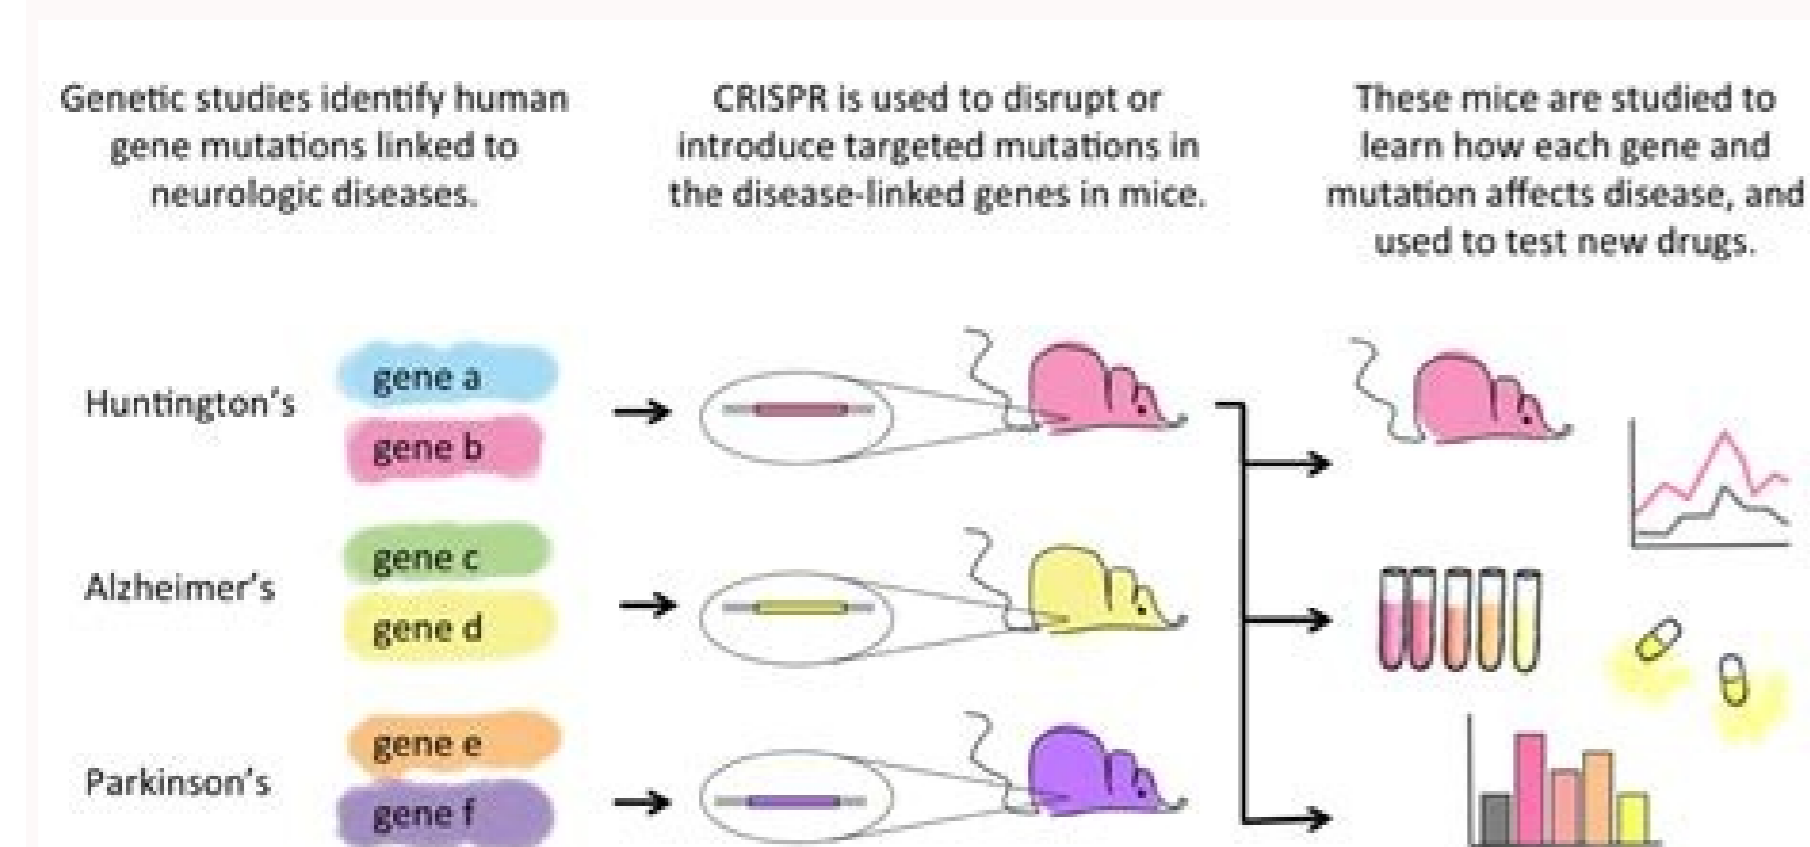 Genetic studies identify human
gene mutations linked to
neurologic diseases.
CRISPR is used to disrupt or
introduce targeted mutations in
the disease-linked genes in mice.
These mice are studied to
learn how each gene and
mutation affects disease, and
used to test new drugs.
Huntington's
gene a
gene b
Alzheimer's
gene c
gene d
Parkinson's
gene e
gene f